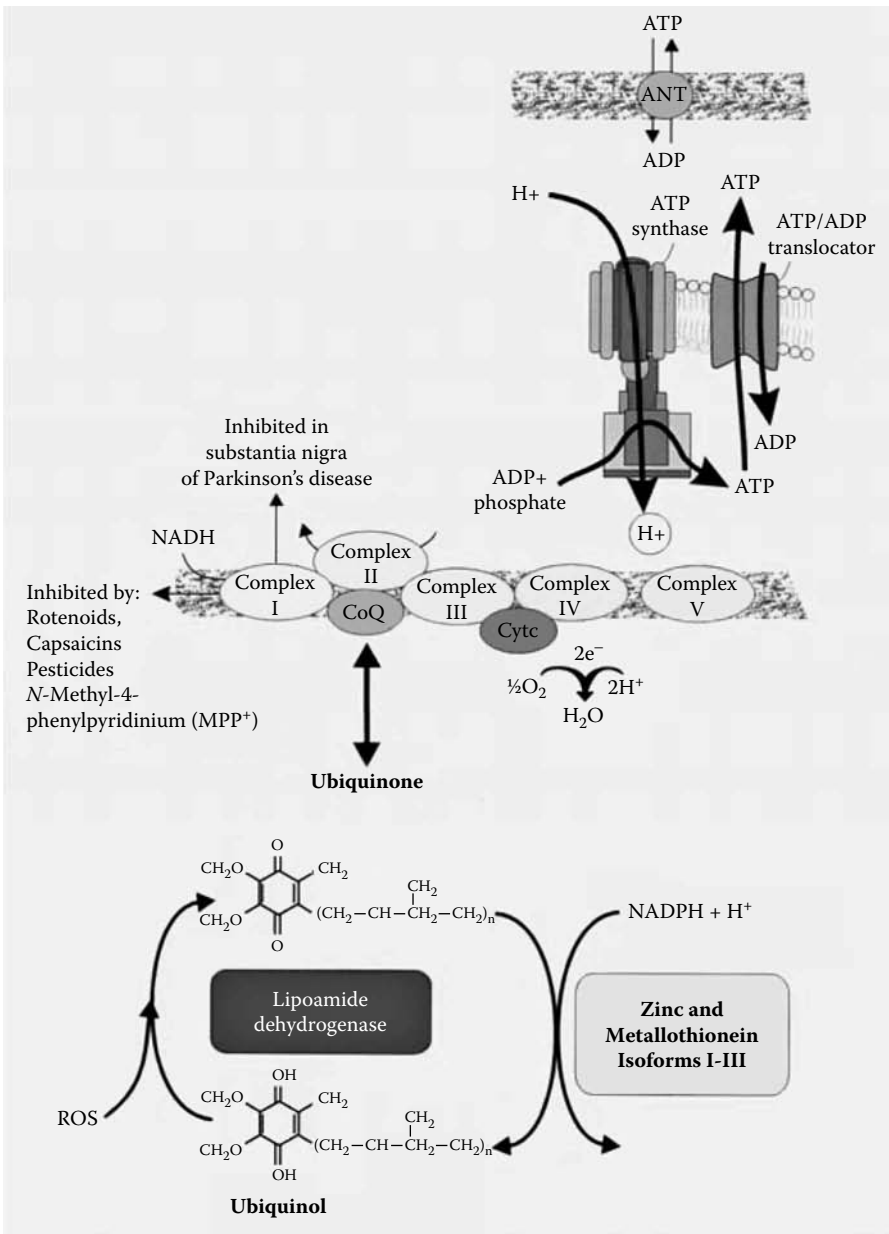 ATP
ANT
ADP
H+
ATP
synthase
ATP
ATP/ADP
translocator
ADP
ADP+
phosphate
ATP
H+
Inhibited in
substantia nigra
of Parkinson's disease
NADH
Complex
I
Complex
II
CoQ
Complex
III
Cytc
Complex
IV
Complex
V
Inhibited by:
Rotenoids,
Capsaicins
Pesticides
N-Methyl-4-
phenylpyridinium (MPP⁺)
2e⁻
½O₂
2H⁺
H₂O
Ubiquinone
O
CH₂O
CH₂
CH₂O
CH₂
(CH₂–CH–CH₂–CH₂)ₙ
O
NADPH + H⁺
Lipoamide
dehydrogenase
Zinc and
Metallothionein
Isoforms I-III
ROS
OH
CH₂O
CH₂
CH₂O
CH₂
(CH₂–CH–CH₂–CH₂)ₙ
OH
Ubiquinol